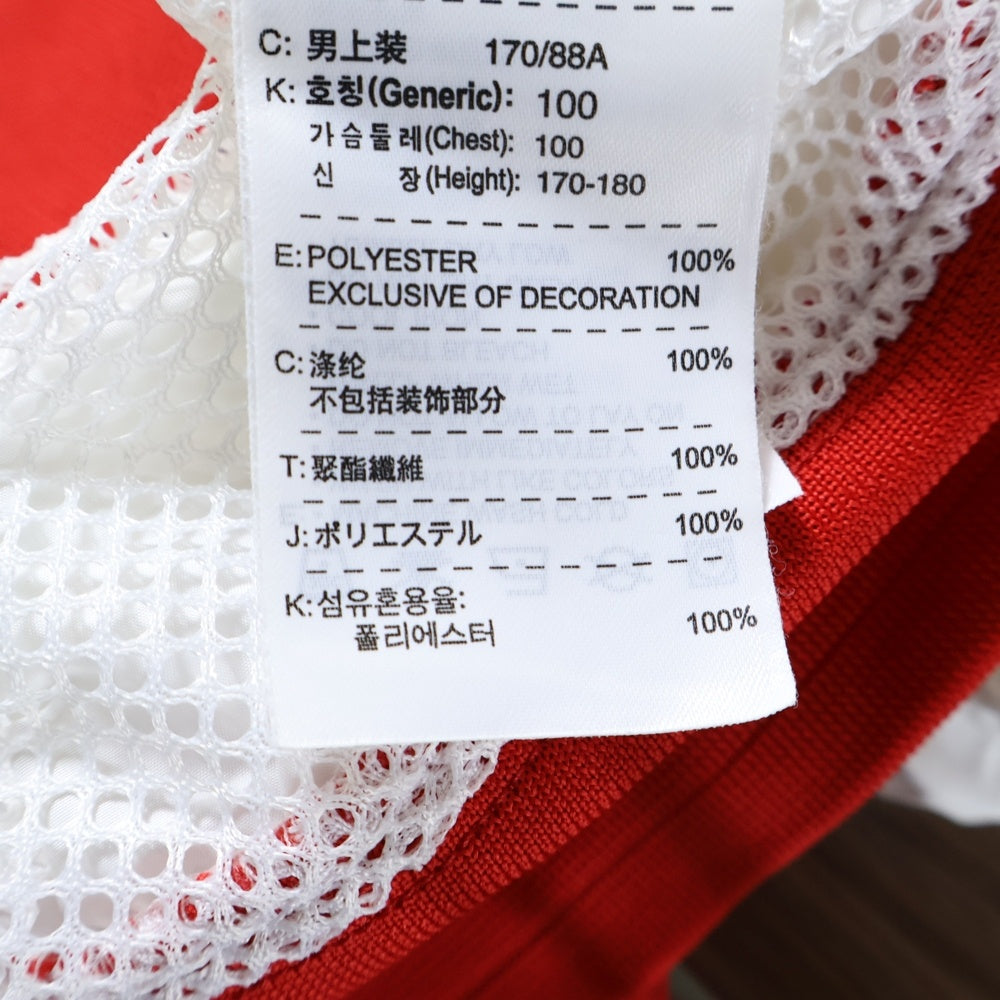 C: 男上装 170/88A
K: 호칭(Generic): 100
가슴둘레(Chest): 100
신 장(Height): 170-180
E: POLYESTER 100%
EXCLUSIVE OF DECORATION
C: 涤纶 100%
不包括装饰部分
T: 聚酯纖維 100%
J: ポリエステル 100%
K: 섬유혼용율:
폴리에스터 100%